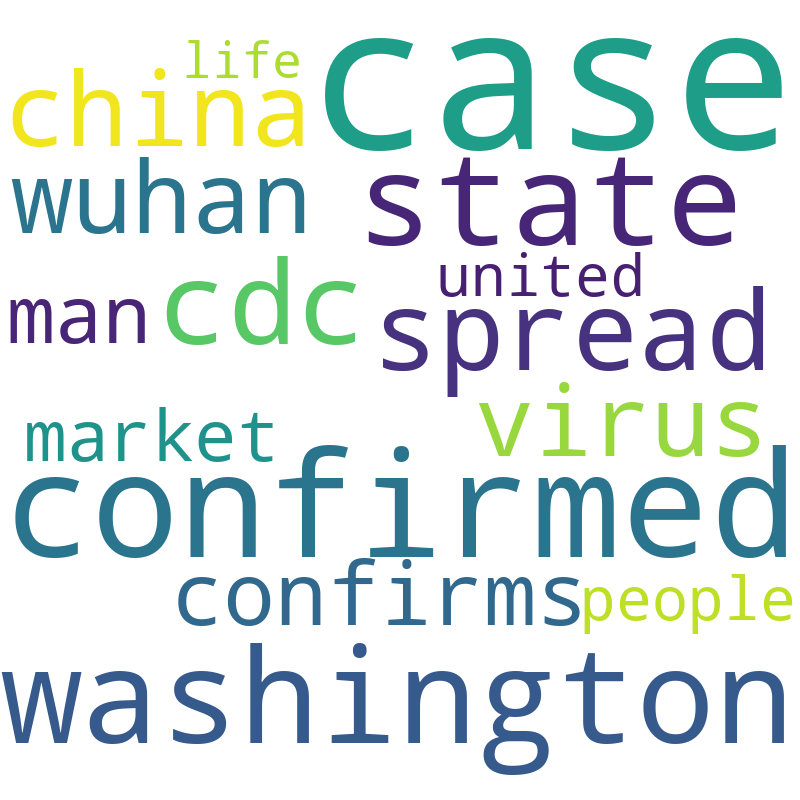 life
case
china
wuhan
state
united
man
cdc
spread
virus
market
confirmed
confirms
people
washington